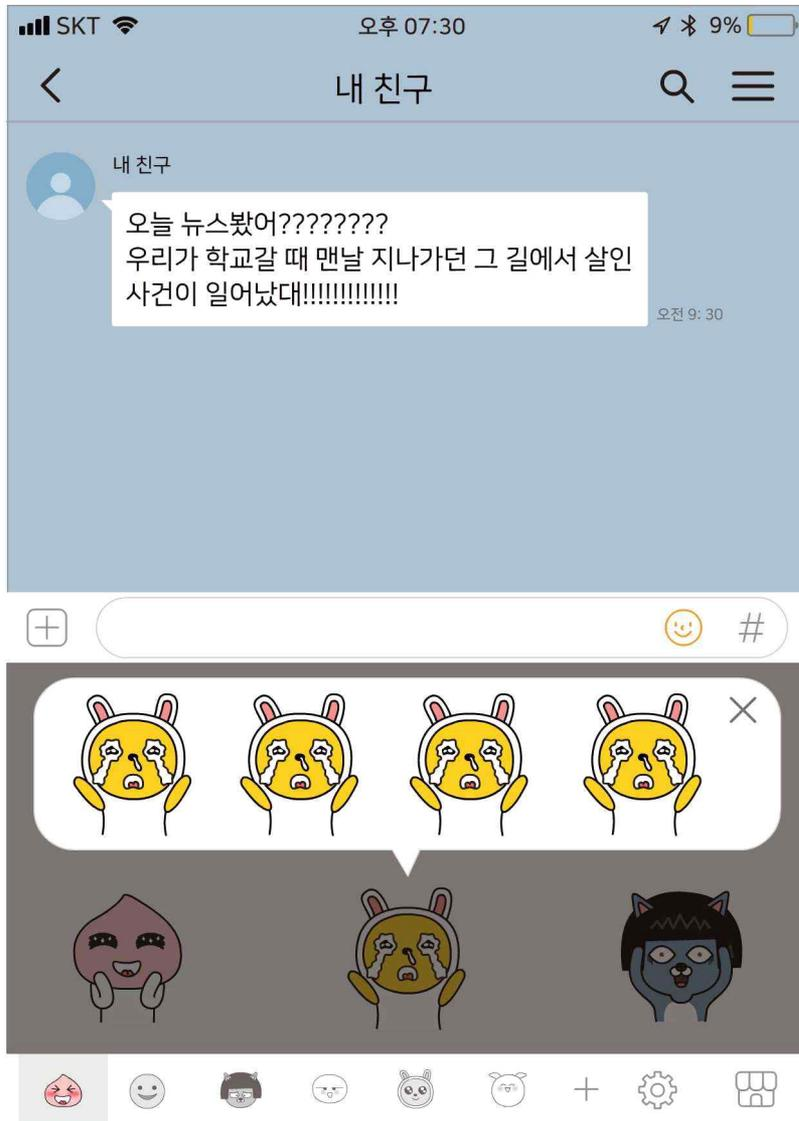 SKT 오후 07:30 9%
내 친구
내 친구
오늘 뉴스봤어????????
우리가 학교갈 때 맨날 지나가던 그 길에서 살인
사건이 일어났대!!!!!!!!!!!!!
오전 9: 30
#